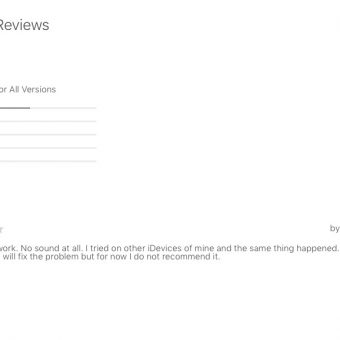 Reviews
or All Versions
by
work. No sound at all. I tried on other iDevices of mine and the same thing happened.
will fix the problem but for now I do not recommend it.